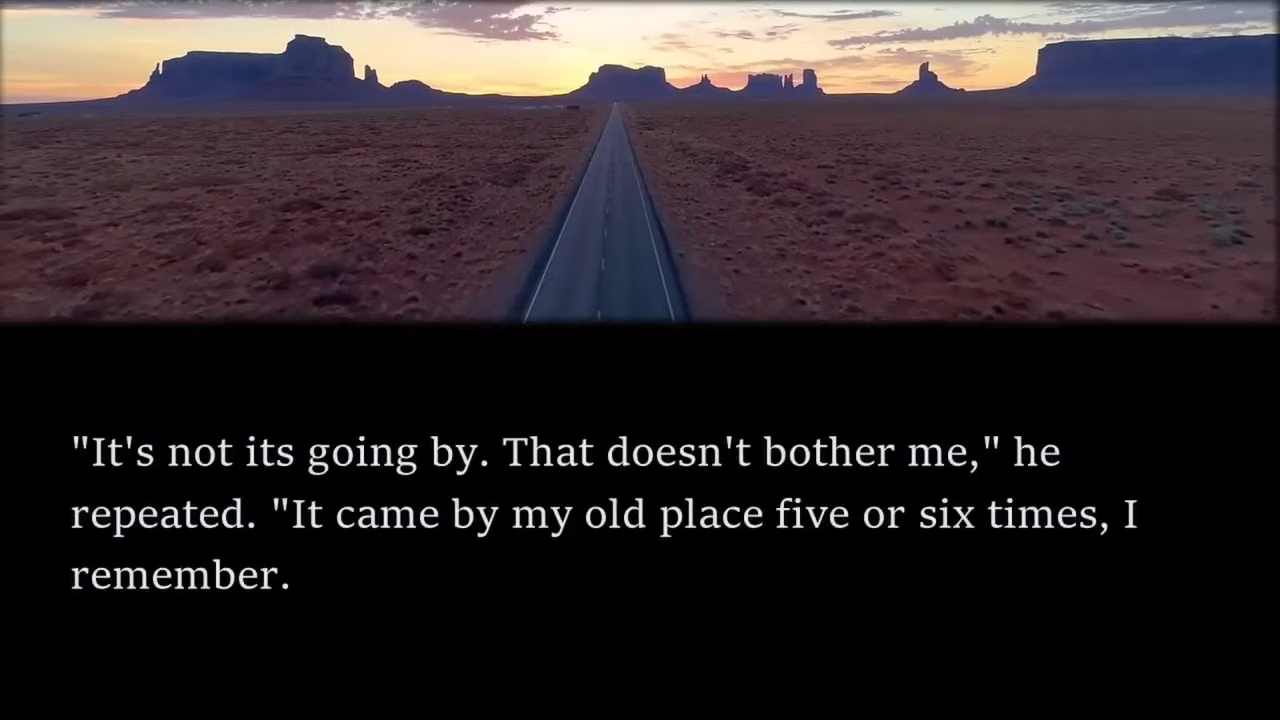 "It's not its going by. That doesn't bother me," he
repeated. "It came by my old place five or six times, I
remember.